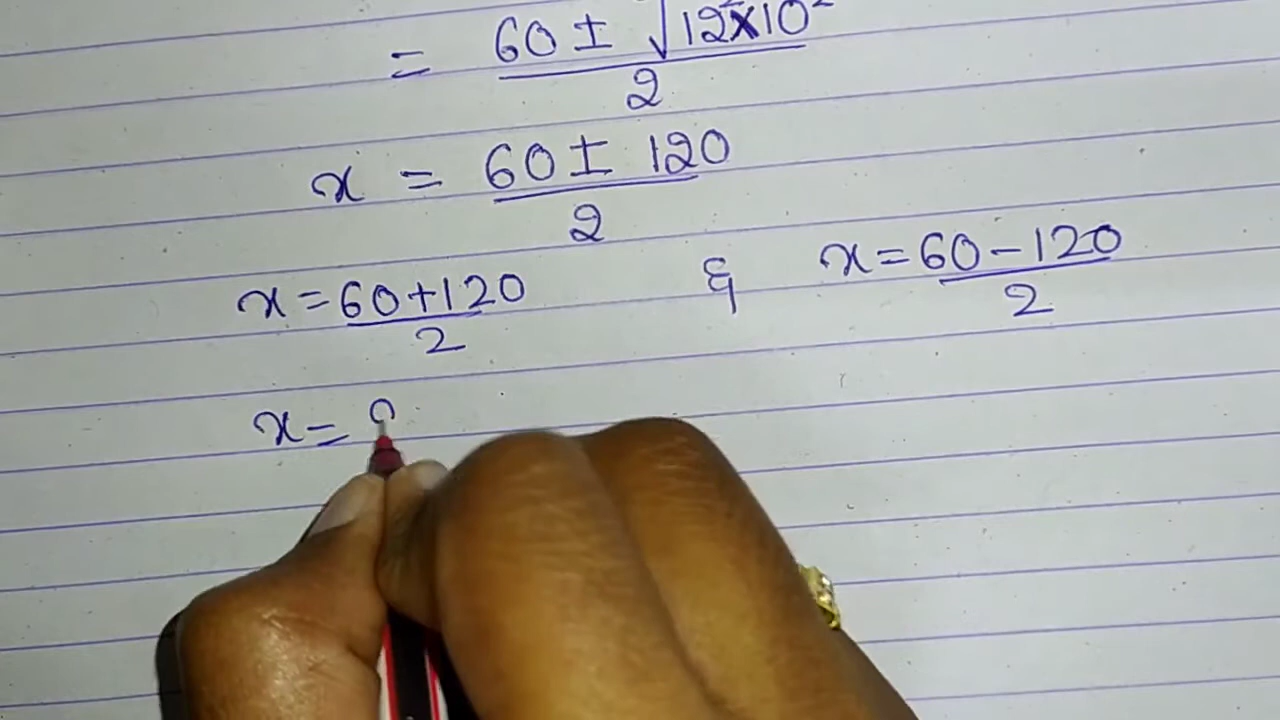 = 60 ± √12²×10² / 2
x = 60 ± 120 / 2
x = 60+120 / 2 & x = 60-120 / 2
x =